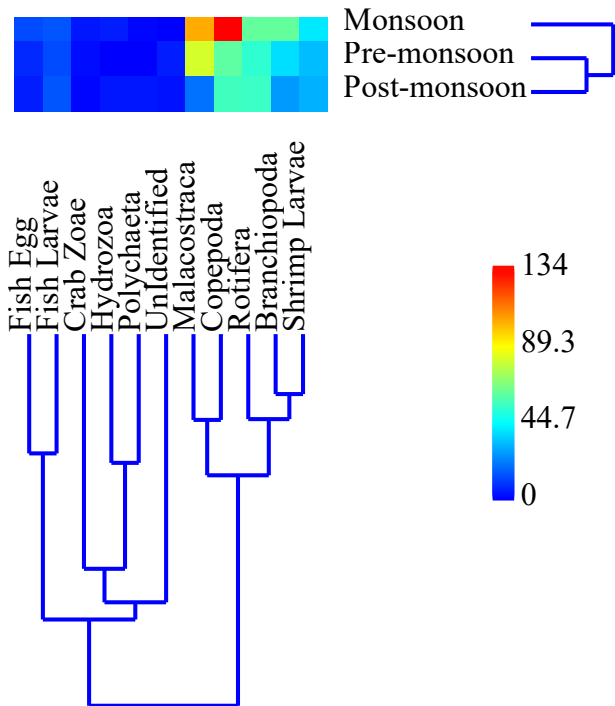 Monsoon
Pre-monsoon
Post-monsoon
Fish Egg
Fish Larvae
Crab Zoae
Hydrozoa
Polychaeta
UnIdentified
Malacostraca
Copepoda
Rotifera
Branchiopoda
Shrimp Larvae
134
89.3
44.7
0